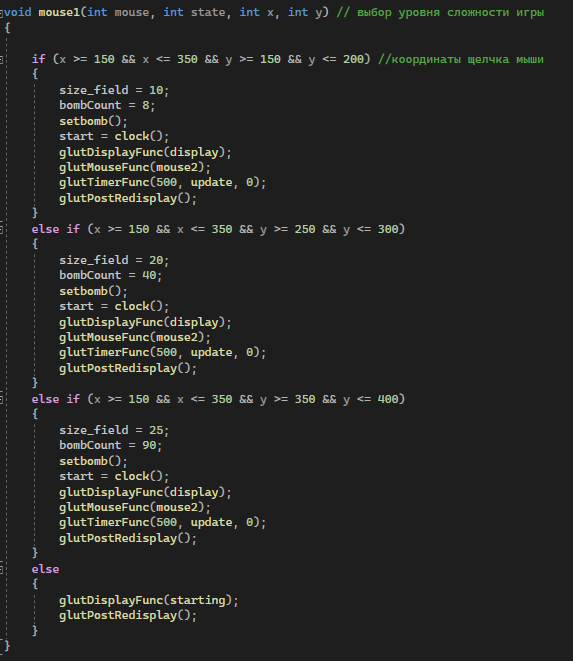 void mouse1(int mouse, int state, int x, int y) // выбор уровня сложности игры
{
if (x >= 150 && x <= 350 && y >= 150 && y <= 200) //координаты щелчка мыши
{
size_field = 10;
bombCount = 8;
setbomb();
start = clock();
glutDisplayFunc(display);
glutMouseFunc(mouse2);
glutTimerFunc(500, update, 0);
glutPostRedisplay();
}
else if (x >= 150 && x <= 350 && y >= 250 && y <= 300)
{
size_field = 20;
bombCount = 40;
setbomb();
start = clock();
glutDisplayFunc(display);
glutMouseFunc(mouse2);
glutTimerFunc(500, update, 0);
glutPostRedisplay();
}
else if (x >= 150 && x <= 350 && y >= 350 && y <= 400)
{
size_field = 25;
bombCount = 90;
setbomb();
start = clock();
glutDisplayFunc(display);
glutMouseFunc(mouse2);
glutTimerFunc(500, update, 0);
glutPostRedisplay();
}
else
{
glutDisplayFunc(starting);
glutPostRedisplay();
}
}